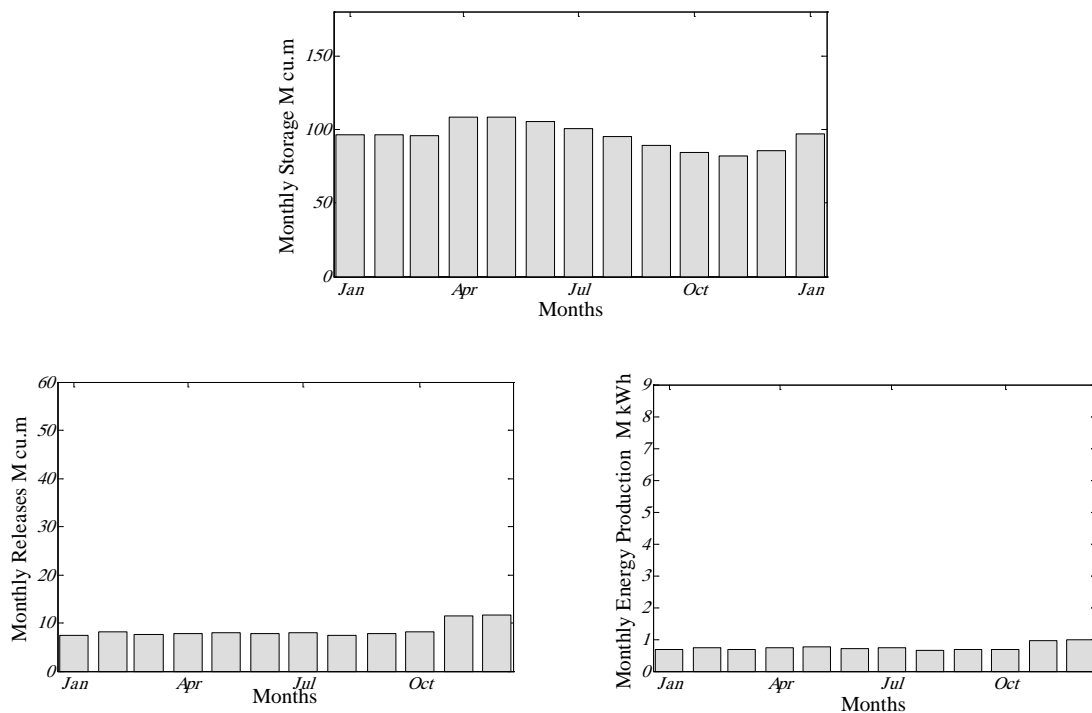 Monthly Storage M cu.m
150
100
50
0
Jan Apr Jul Oct Jan
Months
Monthly Releases M cu.m
60
50
40
30
20
10
0
Jan Apr Jul Oct
Months
Monthly Energy Production M kWh
9
8
7
6
5
4
3
2
1
0
Jan Apr Jul Oct
Months